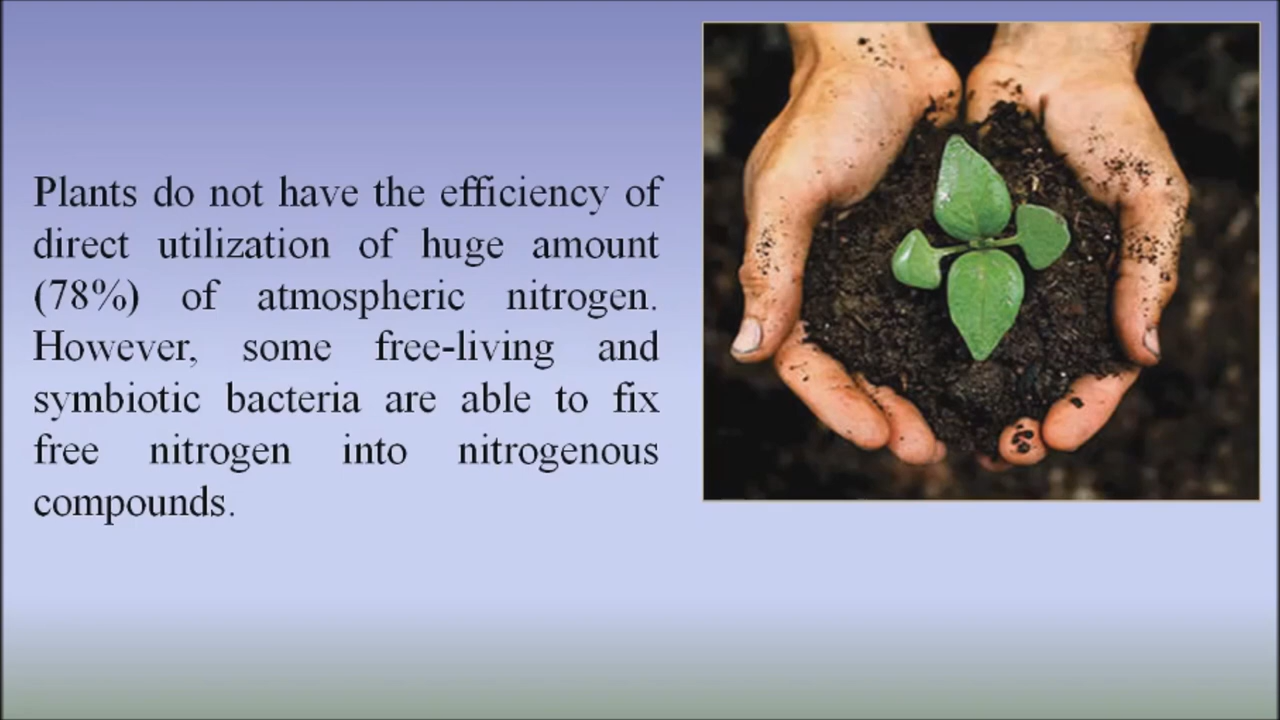 Plants do not have the efficiency of
direct utilization of huge amount
(78%) of atmospheric nitrogen.
However, some free-living and
symbiotic bacteria are able to fix
free nitrogen into nitrogenous
compounds.